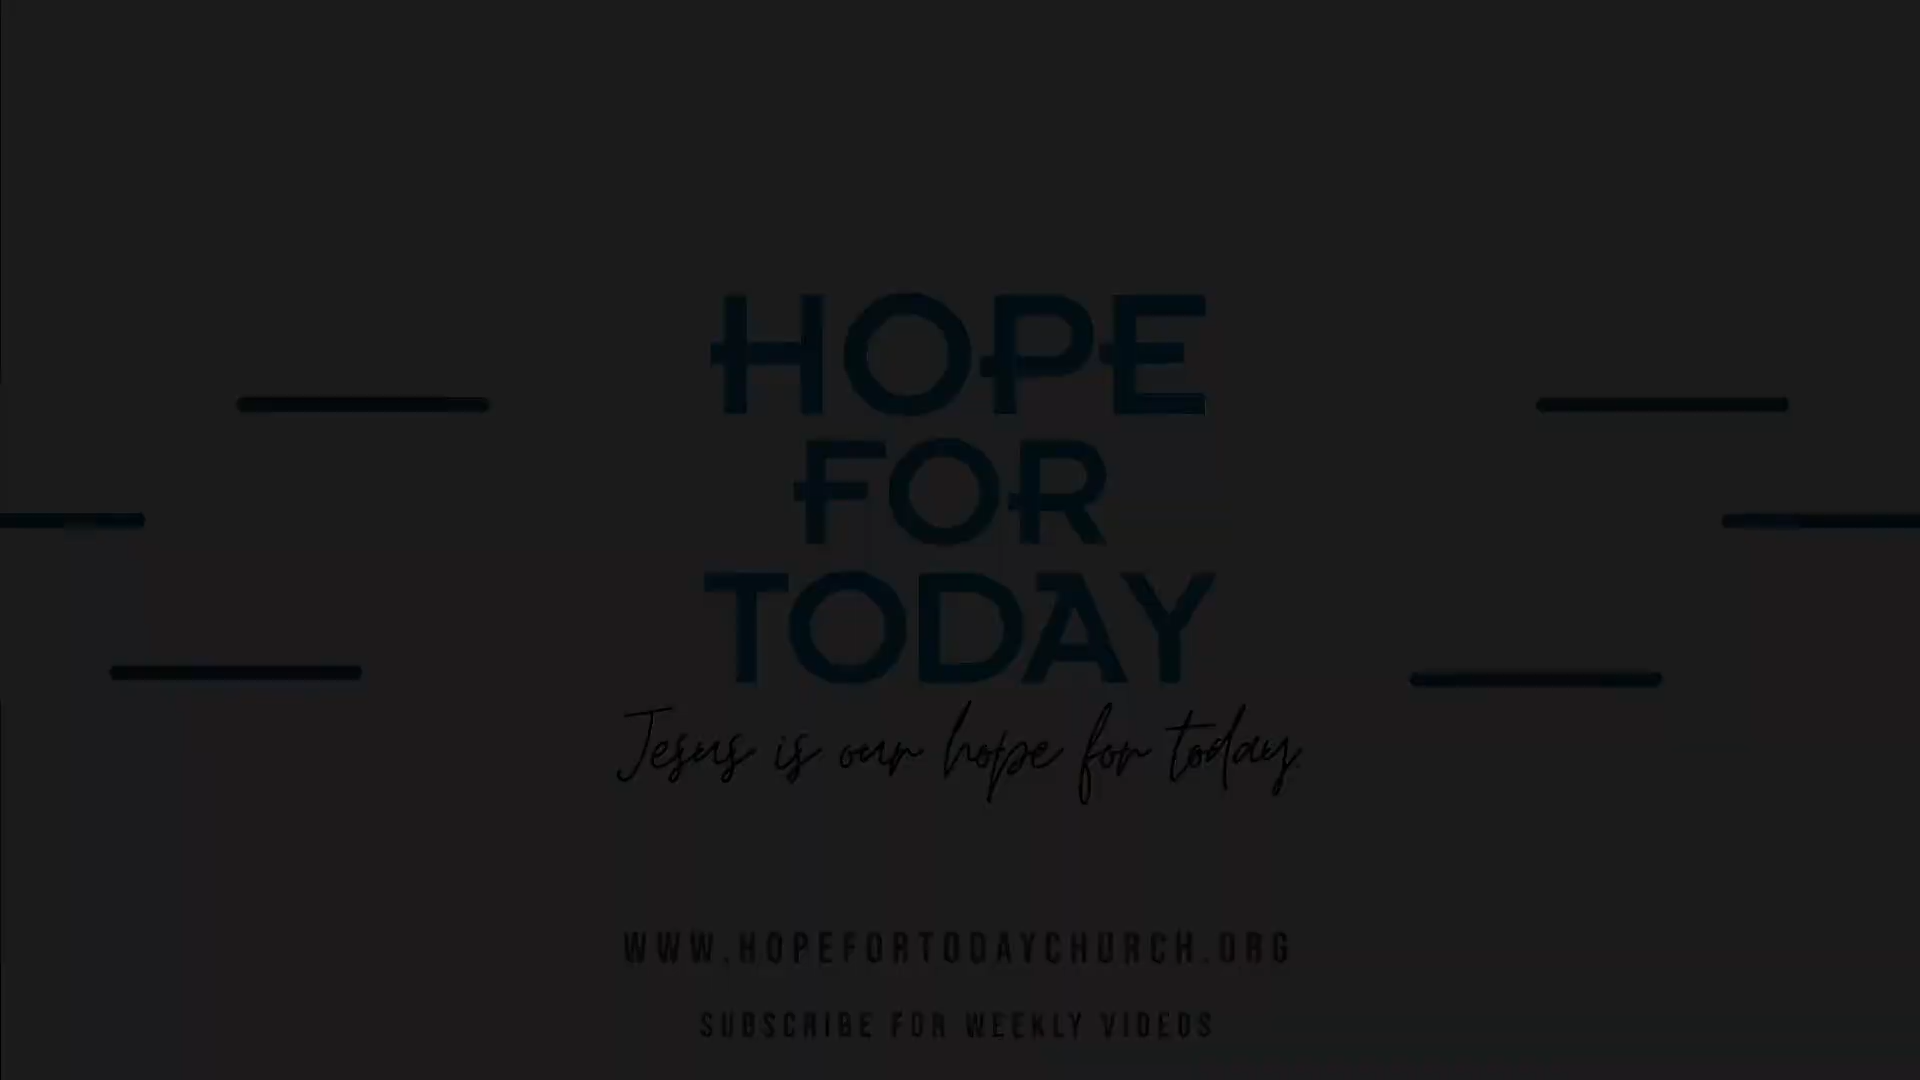 HOPE
FOR
TODAY
Jesus is our hope for today
WWW.HOPEFORTODAYCHURCH.ORG
SUBSCRIBE FOR WEEKLY VIDEOS